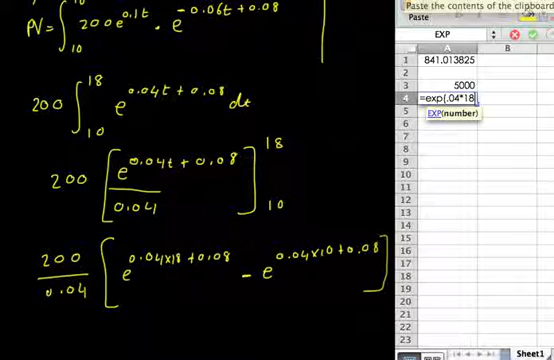 Paste the contents of the clipboard
Paste
EXP
A B
PV = ∫ 200e^0.1t · e^-0.06t+0.08
10
1 841.013825
2
3 5000
4 =exp(.04*18
EXP(number)
5
6
7
8
9
10
11
12
13
14
15
16
17
18
19
20
21
22
23
200 ∫ 10 18 e^0.04t+0.08 dt
200 [ e^0.04t+0.08 / 0.04 ] 18 10
200 / 0.04 [ e^0.04×18+0.08 - e^0.04×10+0.08 ]
Sheet1